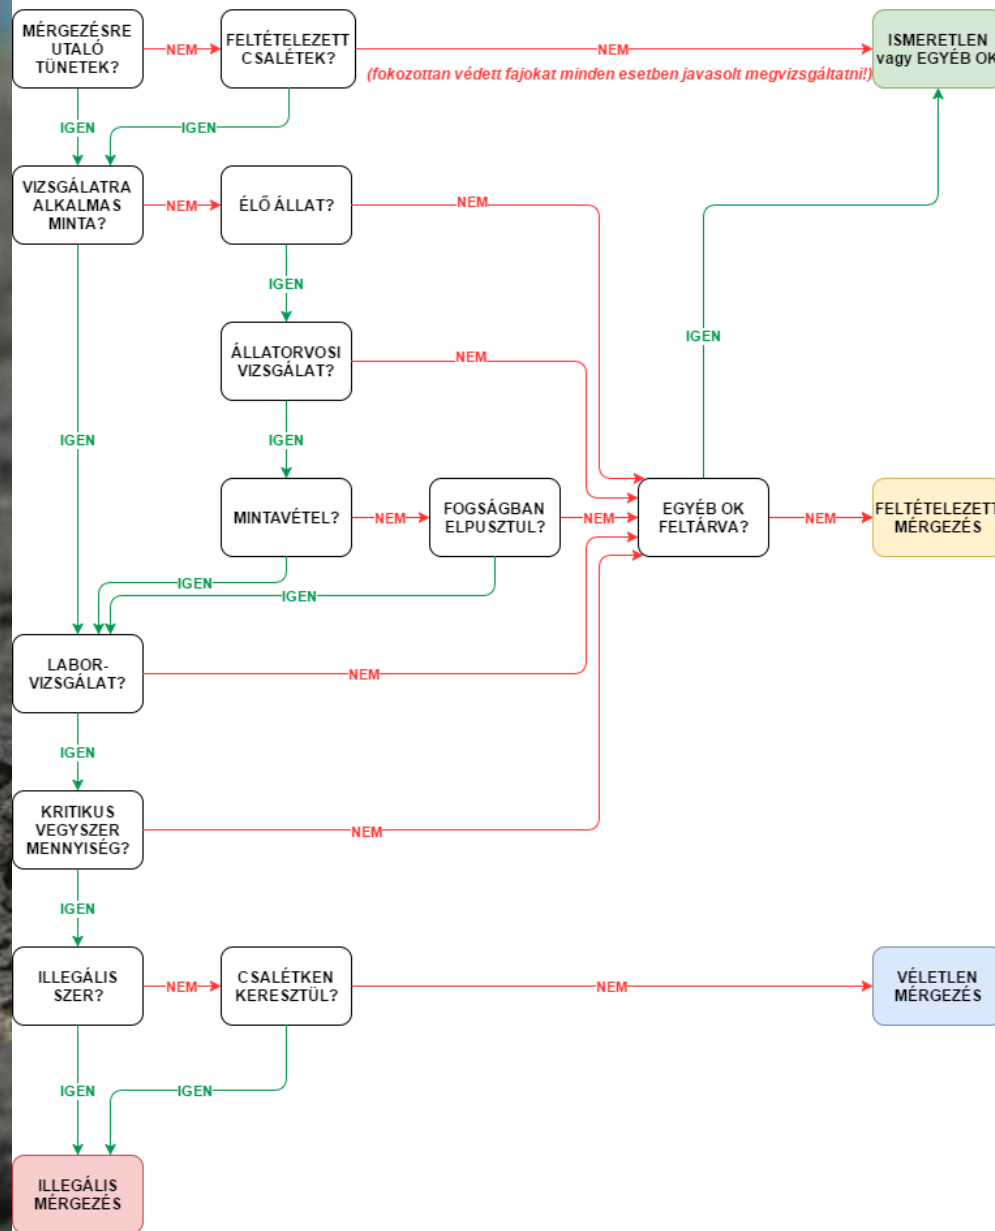 MÉRGEZÉSRE
UTALÓ
TÜNETEK?
NEM
FELTÉTELEZETT
CSALÉTEK?
NEM
(fokozottan védett fajokat minden esetben javasolt megvizsgáltatni!)
ISMERETLEN
vagy EGYÉB OK
IGEN
IGEN
VIZSGÁLATRA
ALKALMAS
MINTA?
NEM
ÉLŐ ÁLLAT?
NEM
IGEN
ÁLLATORVOSI
VIZSGÁLAT?
NEM
IGEN
IGEN
IGEN
MINTAVÉTEL?
NEM
FOGSÁGBAN
ELPUSZTUL?
NEM
EGYÉB OK
FELTÁRVA?
NEM
FELTÉTELEZETT
MÉRGEZÉS
IGEN
IGEN
LABOR-
VIZSGÁLAT?
NEM
IGEN
KRITIKUS
VEGYSZER
MENNYISÉG?
NEM
IGEN
ILLEGÁLIS
SZER?
NEM
CSALÉTKEN
KERESZTÜL?
NEM
VÉLETLEN
MÉRGEZÉS
IGEN
IGEN
ILLEGÁLIS
MÉRGEZÉS